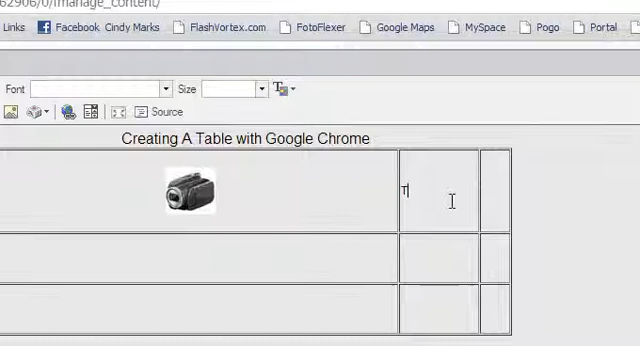 62906/0/manage_content/
Links Facebook Cindy Marks FlashVortex.com FotoFlexer Google Maps MySpace Pogo Portal
Font Size
Source
Creating A Table with Google Chrome
T